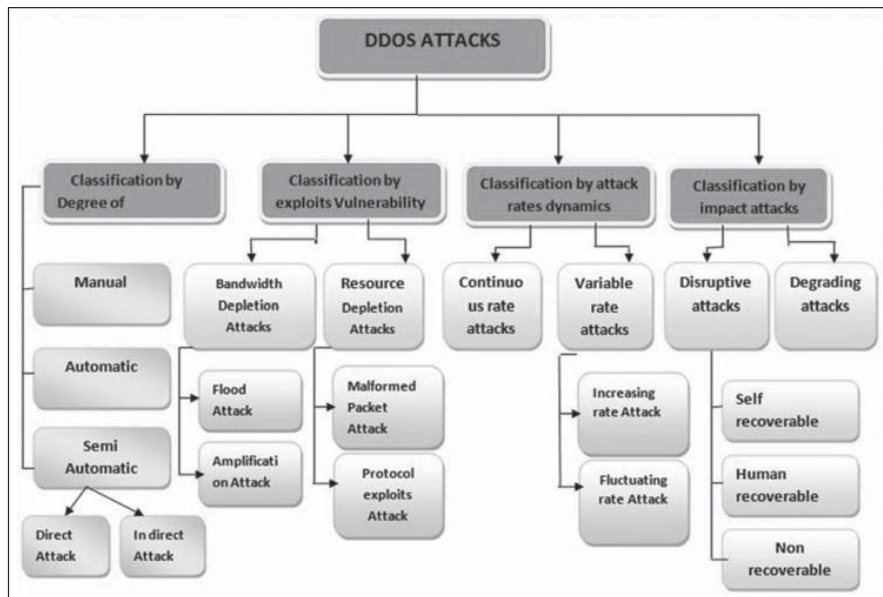 DDOS ATTACKS
Classification by
Degree of
Classification by
exploits Vulnerability
Classification by attack
rates dynamics
Classification by
impact attacks
Manual
Automatic
Semi
Automatic
Direct
Attack
In direct
Attack
Bandwidth
Depletion
Attacks
Resource
Depletion
Attacks
Flood
Attack
Amplificati
on Attack
Malformed
Packet
Attack
Protocol
exploits
Attack
Continuo
us rate
attacks
Variable
rate
attacks
Increasing
rate Attack
Fluctuating
rate Attack
Disruptive
attacks
Degrading
attacks
Self
recoverable
Human
recoverable
Non
recoverable